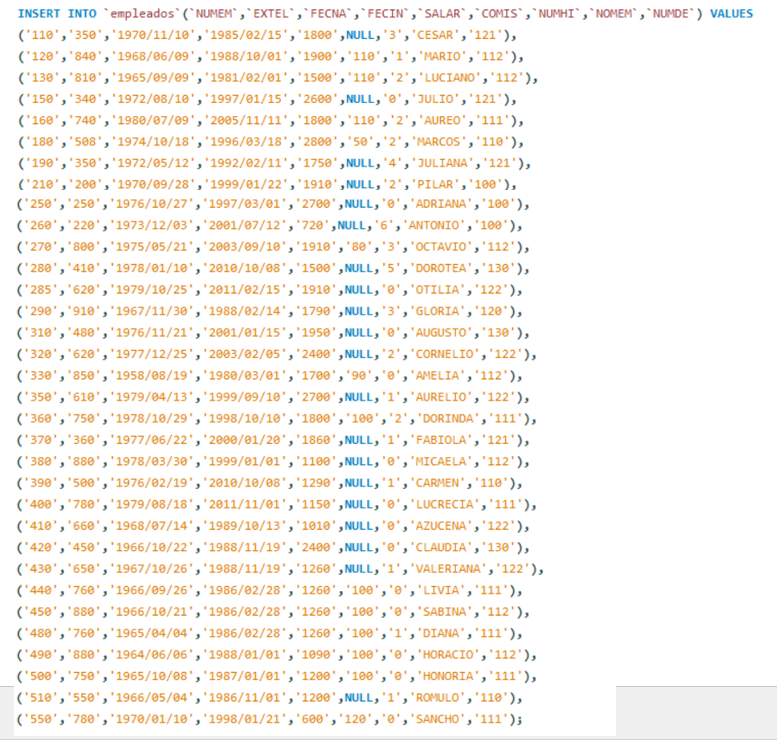 INSERT INTO `empleados`(`NUMEM`,`EXTEL`,`FECNA`,`FECIN`,`SALAR`,`COMIS`,`NUMHI`,`NOMEM`,`NUMDE`) VALUES
('110','350','1970/11/10','1985/02/15','1800',NULL,'3','CESAR','121'),
('120','840','1968/06/09','1988/10/01','1900','110','1','MARIO','112'),
('130','810','1965/09/09','1981/02/01','1500','110','2','LUCIANO','112'),
('150','340','1972/08/10','1997/01/15','2600',NULL,'0','JULIO','121'),
('160','740','1980/07/09','2005/11/11','1800','110','2','AUREO','111'),
('180','508','1974/10/18','1996/03/18','2800','50','2','MARCOS','110'),
('190','350','1972/05/12','1992/02/11','1750',NULL,'4','JULIANA','121'),
('210','200','1970/09/28','1999/01/22','1910',NULL,'2','PILAR','100'),
('250','250','1976/10/27','1997/03/01','2700',NULL,'0','ADRIANA','100'),
('260','220','1973/12/03','2001/07/12','720',NULL,'6','ANTONIO','100'),
('270','800','1975/05/21','2003/09/10','1910','80','3','OCTAVIO','112'),
('280','410','1978/01/10','2010/10/08','1500',NULL,'5','DOROTEA','130'),
('285','620','1979/10/25','2011/02/15','1910',NULL,'0','OTILIA','122'),
('290','910','1967/11/30','1988/02/14','1790',NULL,'3','GLORIA','120'),
('310','480','1976/11/21','2001/01/15','1950',NULL,'0','AUGUSTO','130'),
('320','620','1977/12/25','2003/02/05','2400',NULL,'2','CORNELIO','122'),
('330','850','1958/08/19','1980/03/01','1700','90','0','AMELIA','112'),
('350','610','1979/04/13','1999/09/10','2700',NULL,'1','AURELIO','122'),
('360','750','1978/10/29','1998/10/10','1800','100','2','DORINDA','111'),
('370','360','1977/06/22','2000/01/20','1860',NULL,'1','FABIOLA','121'),
('380','880','1978/03/30','1999/01/01','1100',NULL,'0','MICAELA','112'),
('390','500','1976/02/19','2010/10/08','1290',NULL,'1','CARMEN','110'),
('400','780','1979/08/18','2011/11/01','1150',NULL,'0','LUCRECIA','111'),
('410','660','1968/07/14','1989/10/13','1010',NULL,'0','AZUCENA','122'),
('420','450','1966/10/22','1988/11/19','2400',NULL,'0','CLAUDIA','130'),
('430','650','1967/10/26','1988/11/19','1260',NULL,'1','VALERIANA','122'),
('440','760','1966/09/26','1986/02/28','1260','100','0','LIVIA','111'),
('450','880','1966/10/21','1986/02/28','1260','100','0','SABINA','112'),
('480','760','1965/04/04','1986/02/28','1260','100','1','DIANA','111'),
('490','880','1964/06/06','1988/01/01','1090','100','0','HORACIO','112'),
('500','750','1965/10/08','1987/01/01','1200','100','0','HONORIA','111'),
('510','550','1966/05/04','1986/11/01','1200',NULL,'1','ROMULO','110'),
('550','780','1970/01/10','1998/01/21','600','120','0','SANCHO','111');